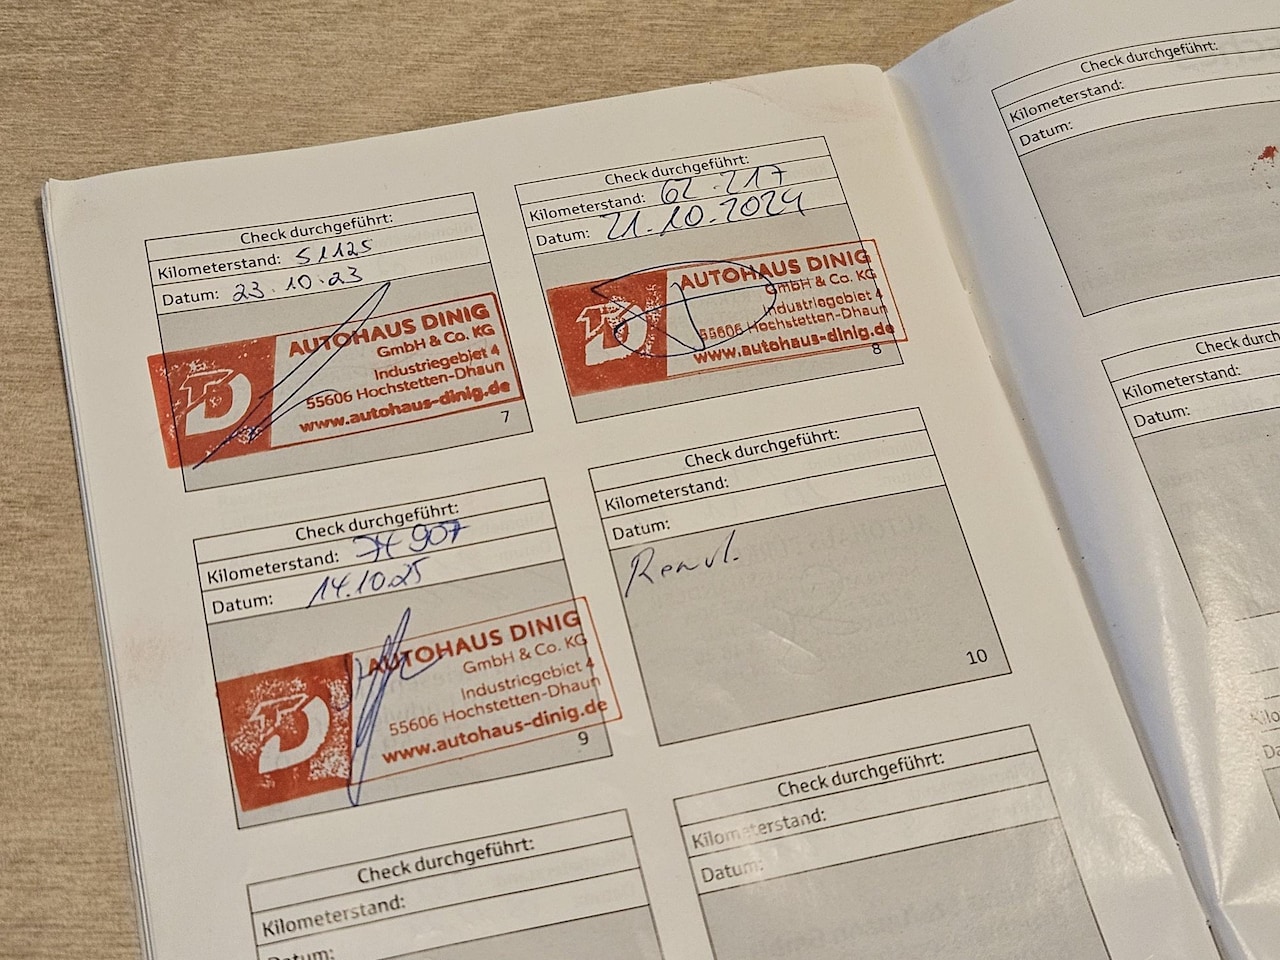 Check durchgeführt:
Kilometerstand: 51125
Datum: 23.10.23
AUTOHAUS DINIG
GmbH & Co. KG
Industriegebiet 4
55606 Hochstetten-Dhaun
www.autohaus-dinig.de
7
Check durchgeführt:
Kilometerstand: 62.217
Datum: 21.10.2024
AUTOHAUS DINIG
GmbH & Co. KG
Industriegebiet 4
55606 Hochstetten-Dhaun
www.autohaus-dinig.de
8
Check durchgeführt:
Kilometerstand:
Datum: 14.10.25
AUTOHAUS DINIG
GmbH & Co. KG
Industriegebiet 4
55606 Hochstetten-Dhaun
www.autohaus-dinig.de
9
Check durchgeführt:
Kilometerstand:
Datum:
10
Check durchgeführt:
Kilometerstand:
Datum:
Check durchgeführt:
Kilometerstand:
Datum:
Check durchgeführt:
Kilometerstand:
Datum:
Check durch
Kilometerstand:
Datum: